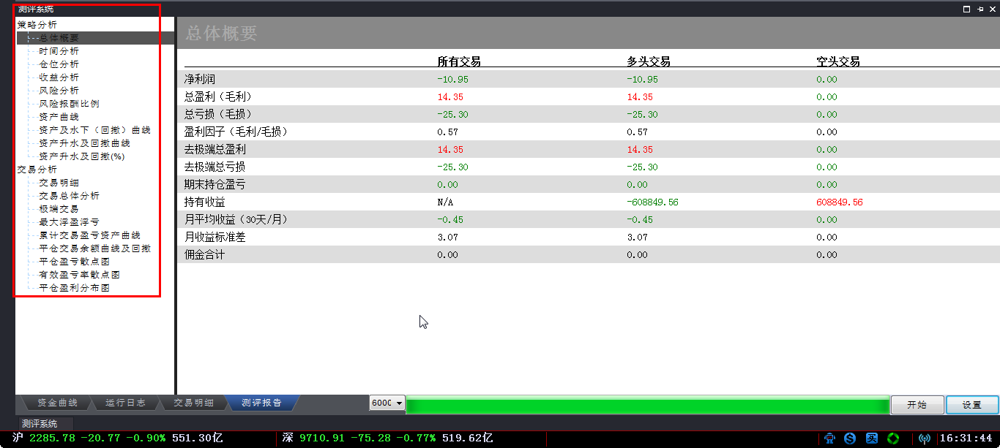 测评系统
策略分析
总体概要
时间分析
仓位分析
收益分析
风险分析
风险报酬比例
资产曲线
资产及水下（回撤）曲线
资产升水及回撤曲线
资产升水及回撤(%)
交易分析
交易明细
交易总体分析
极端交易
最大浮盈浮亏
累计交易盈亏资产曲线
平仓交易余额曲线及回撤
平仓盈亏散点图
有效盈亏率散点图
平仓盈利分布图
总体概要
所有交易 多头交易 空头交易
净利润 -10.95 -10.95 0.00
总盈利（毛利） 14.35 14.35 0.00
总亏损（毛损） -25.30 -25.30 0.00
盈利因子（毛利/毛损） 0.57 0.57 0.00
去极端总盈利 14.35 14.35 0.00
去极端总亏损 -25.30 -25.30 0.00
期末持仓盈亏 0.00 0.00 0.00
持有收益 N/A -608849.56 608849.56
月平均收益（30天/月） -0.45 -0.45 0.00
月收益标准差 3.07 3.07 0.00
佣金合计 0.00 0.00 0.00
资金曲线 运行日志 交易明细 测评报告 6000 开始 设置
测评系统
沪 2285.78 -20.77 -0.90% 551.30亿 深 9710.91 -75.28 -0.77% 519.62亿 买 16:31:44